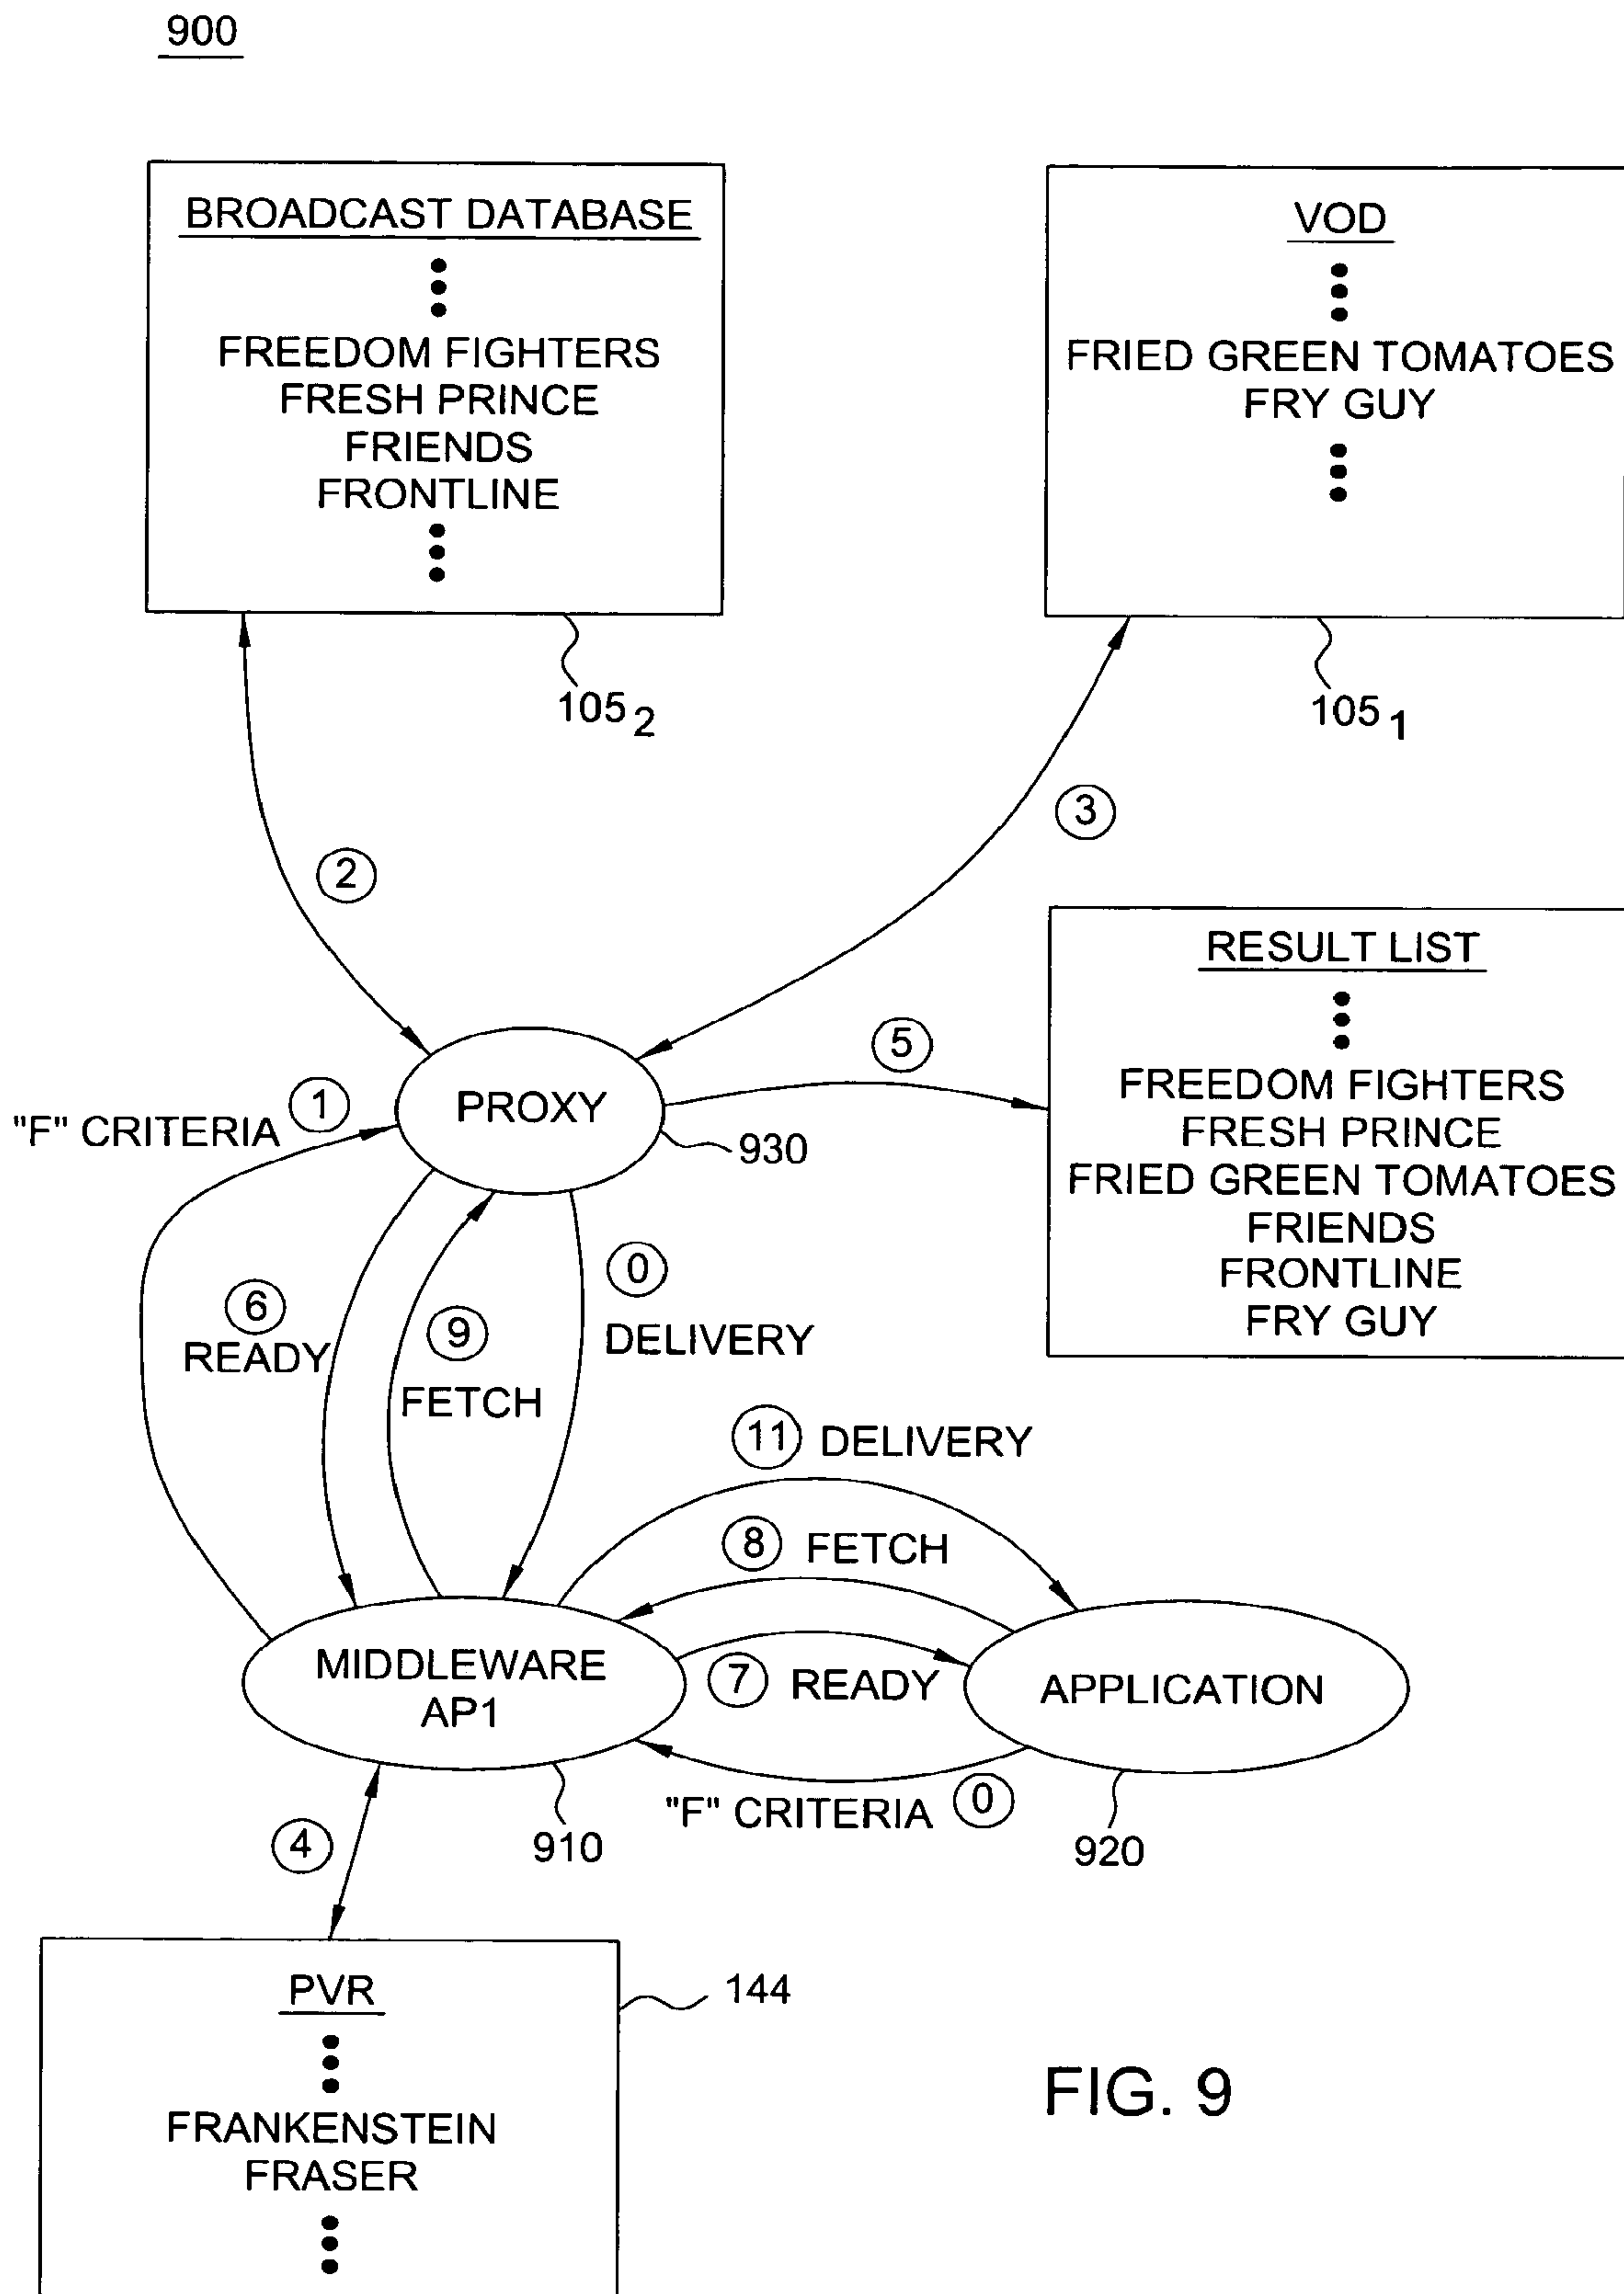 900
BROADCAST DATABASE
FREEDOM FIGHTERS
FRESH PRINCE
FRIENDS
FRONTLINE
105 2
VOD
FRIED GREEN TOMATOES
FRY GUY
105 1
3
2
RESULT LIST
FREEDOM FIGHTERS
FRESH PRINCE
FRIED GREEN TOMATOES
FRIENDS
FRONTLINE
FRY GUY
5
1
"F" CRITERIA
PROXY
930
0
DELIVERY
6
READY
9
FETCH
11 DELIVERY
8 FETCH
7 READY
MIDDLEWARE
AP1
APPLICATION
"F" CRITERIA 0
910
920
4
PVR
FRANKENSTEIN
FRASER
144
FIG. 9